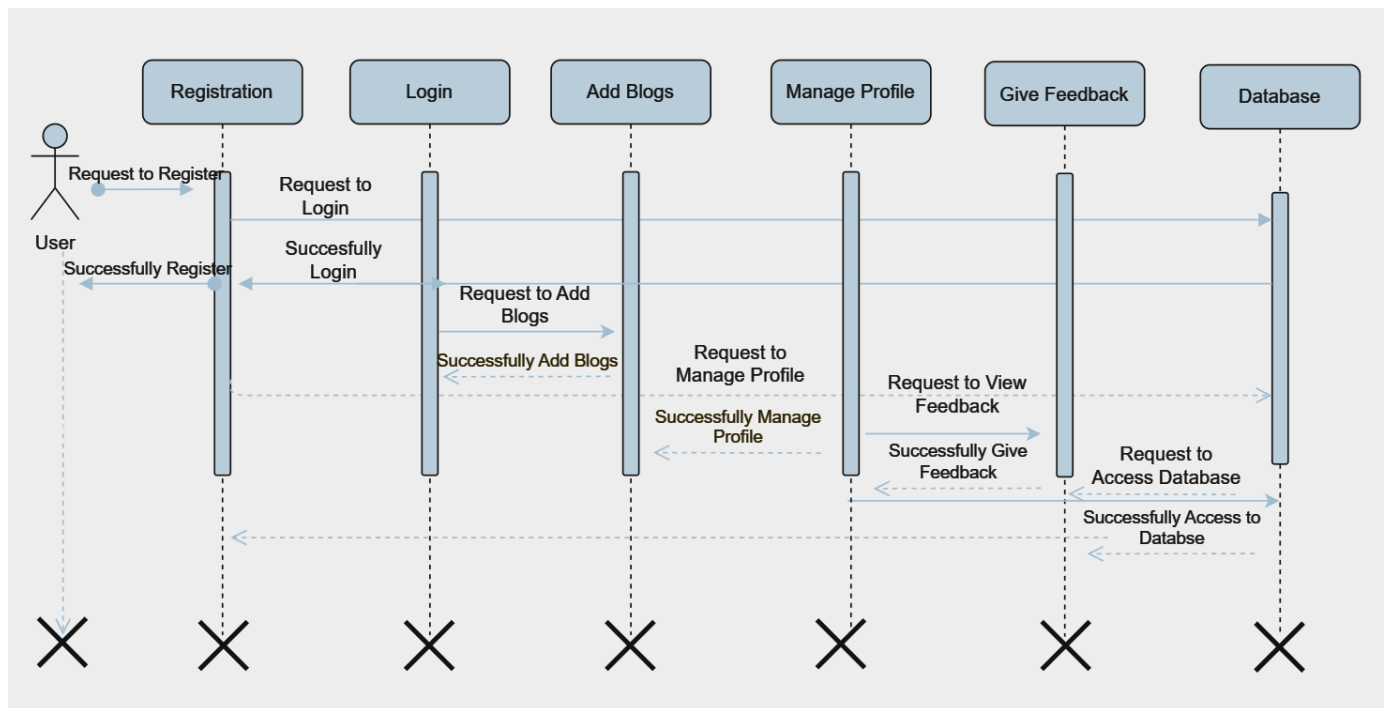 Registration
Login
Add Blogs
Manage Profile
Give Feedback
Database
Request to Register
Request to
Login
User
Successfully Register
Succesfully
Login
Request to Add
Blogs
Successfully Add Blogs
Request to
Manage Profile
Request to View
Feedback
Successfully Manage
Profile
Successfully Give
Feedback
Request to
Access Database
Successfully Access to
Databse